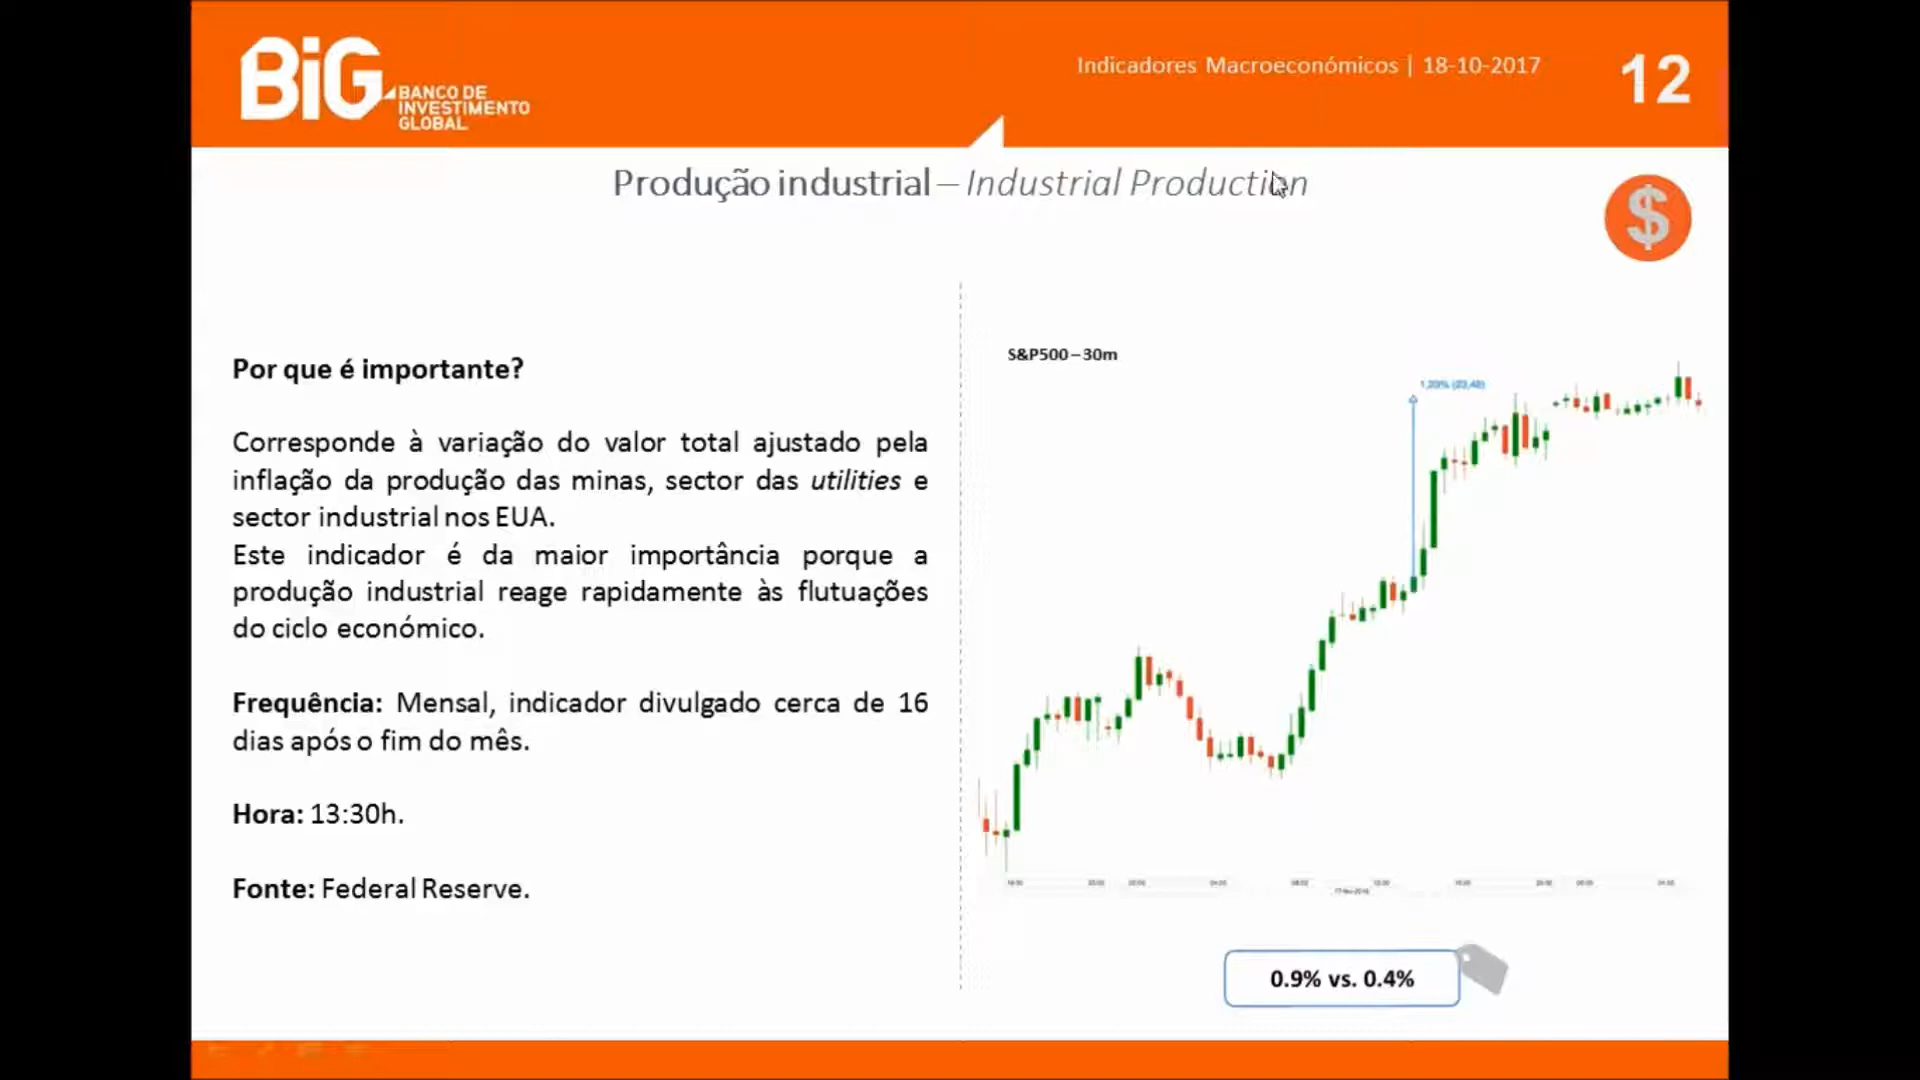 BiG BANCO DE
INVESTIMENTO
GLOBAL
Indicadores Macroeconómicos | 18-10-2017
12
Produção industrial – Industrial Production
$
Por que é importante?
Corresponde à variação do valor total ajustado pela
inflação da produção das minas, sector das utilities e
sector industrial nos EUA.
Este indicador é da maior importância porque a
produção industrial reage rapidamente às flutuações
do ciclo económico.
Frequência: Mensal, indicador divulgado cerca de 16
dias após o fim do mês.
Hora: 13:30h.
Fonte: Federal Reserve.
S&P500 – 30m
0.9% vs. 0.4%